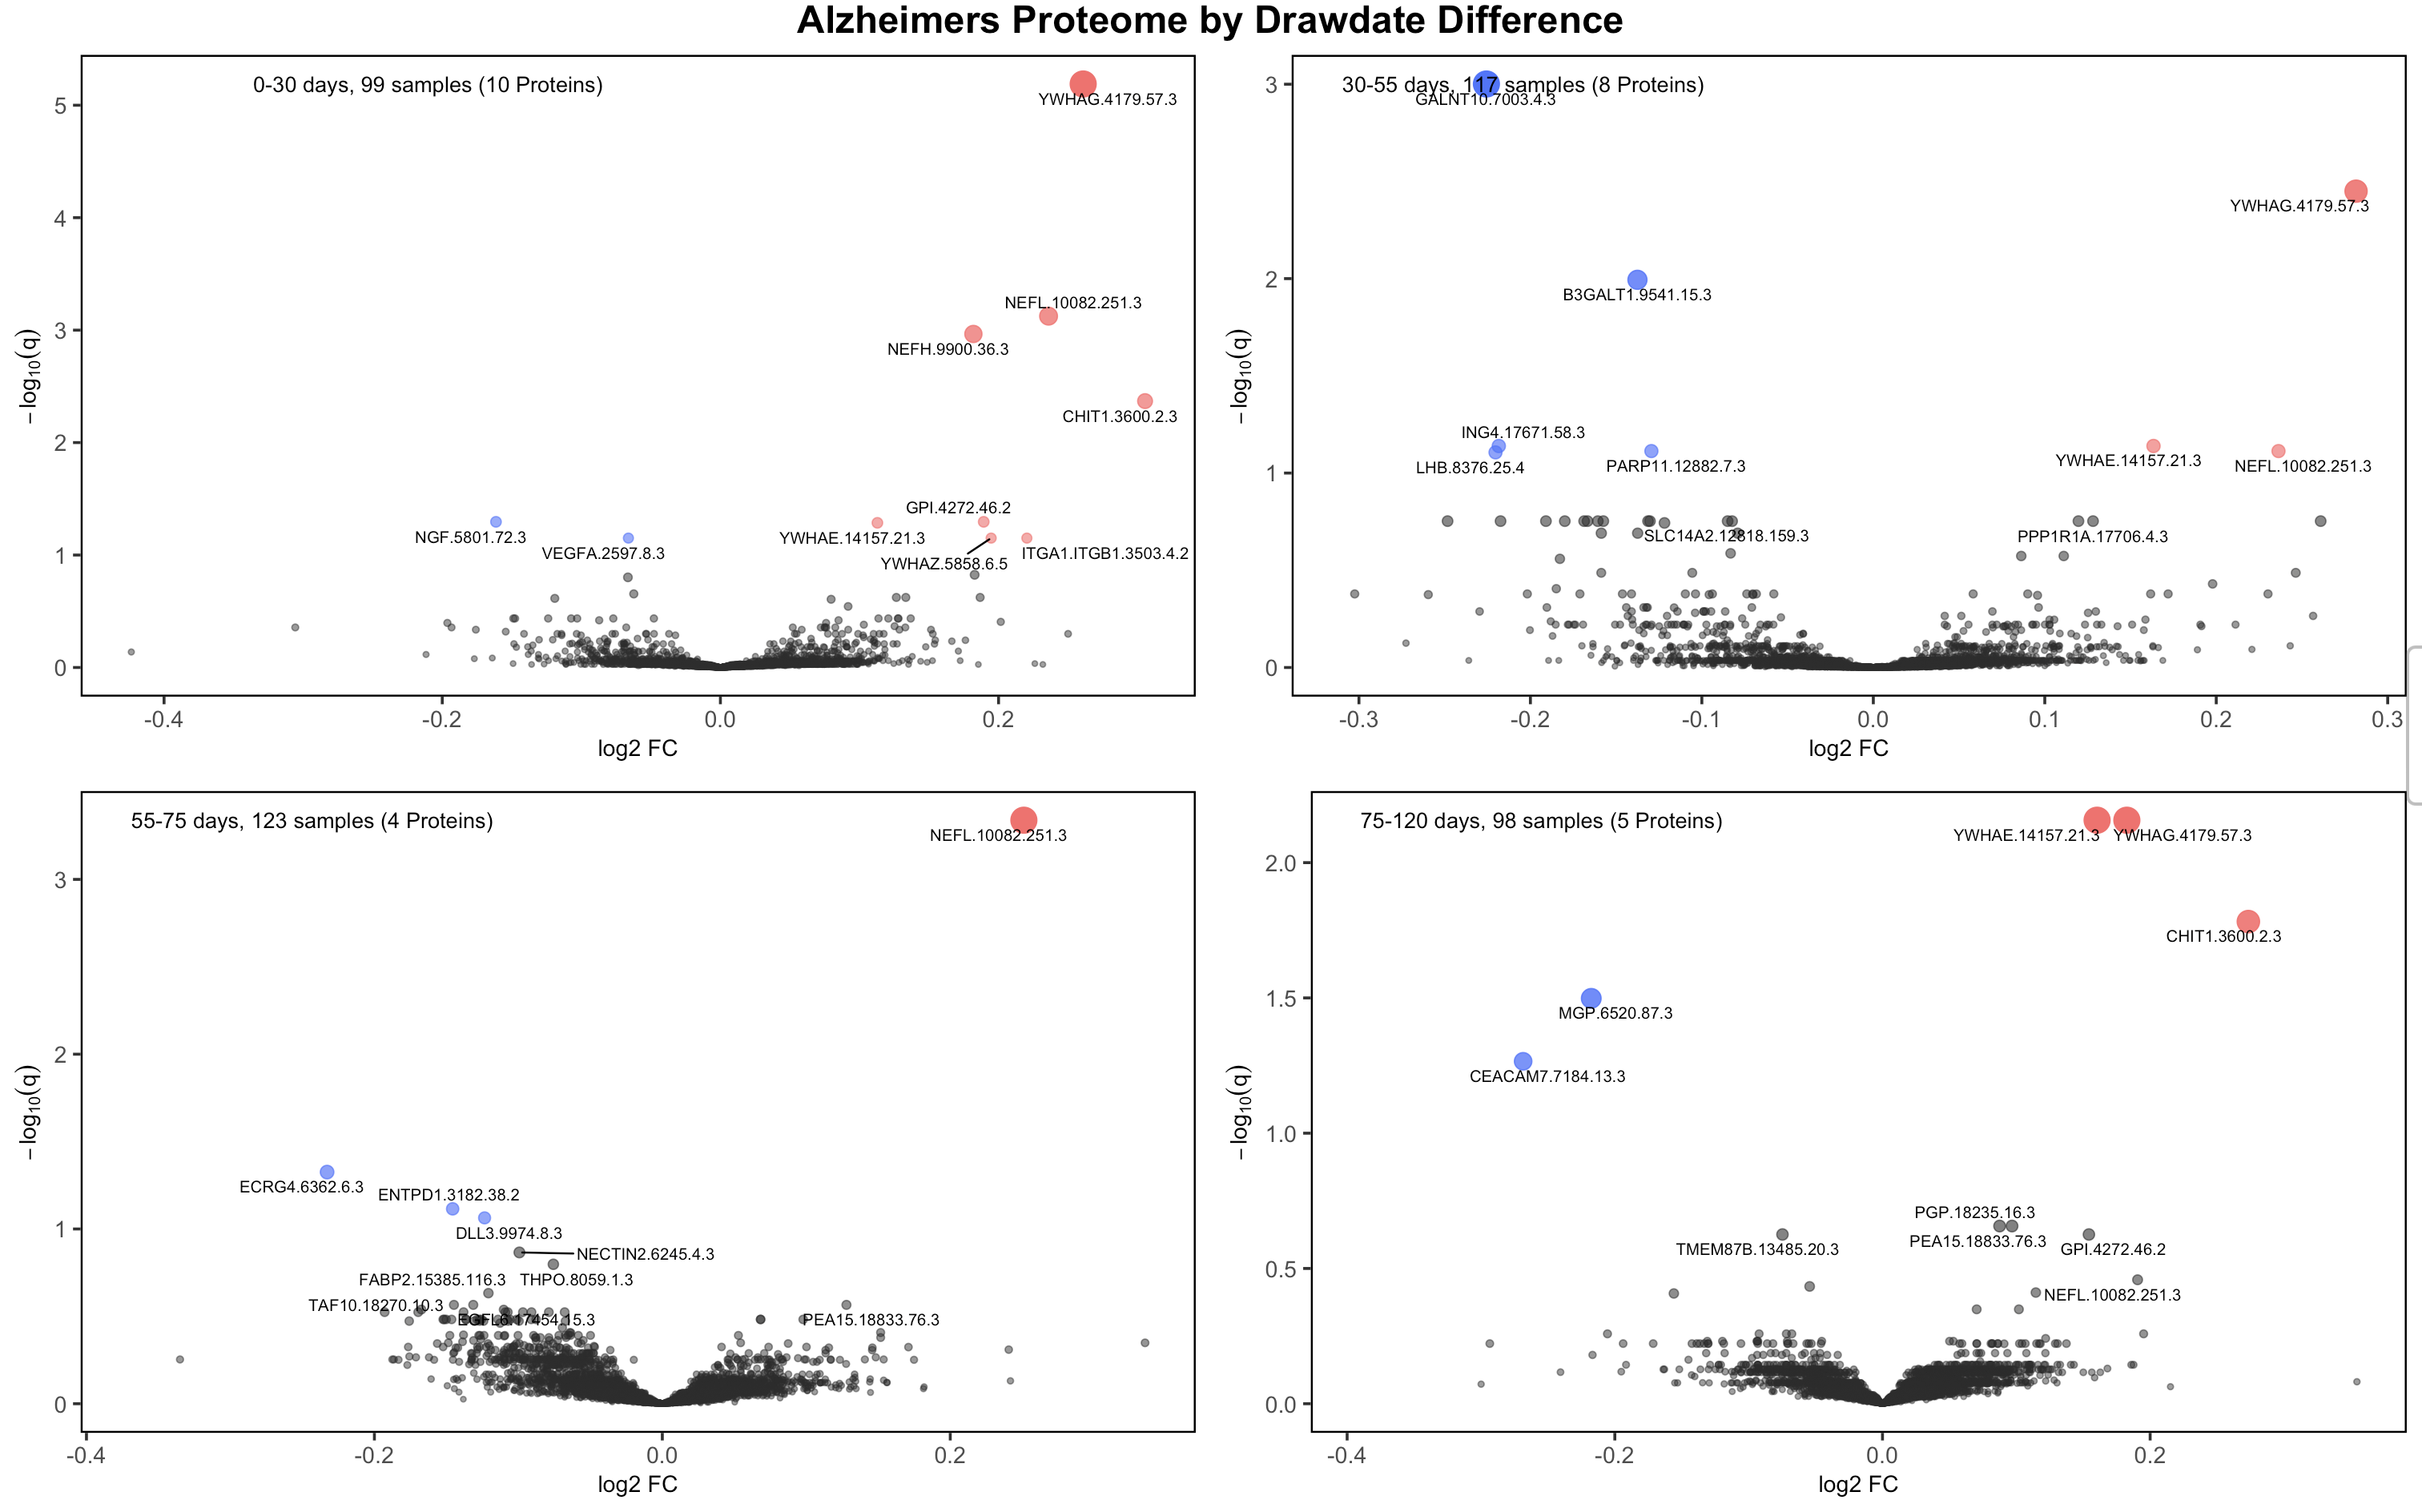 Alzheimers Proteome by Drawdate Difference
0-30 days, 99 samples (10 Proteins)
YWHAG.4179.57.3
NEFL.10082.251.3
NEFH.9900.36.3
CHIT1.3600.2.3
GPI.4272.46.2
NGF.5801.72.3
YWHAE.14157.21.3
VEGFA.2597.8.3
ITGA1.ITGB1.3503.4.2
YWHAZ.5858.6.5
5
4
3
2
1
0
−log10(q)
-0.4
-0.2
0.0
0.2
log2 FC
30-55 days, 117 samples (8 Proteins)
GALNT10.7003.4.3
YWHAG.4179.57.3
B3GALT1.9541.15.3
ING4.17671.58.3
LHB.8376.25.4
PARP11.12882.7.3
YWHAE.14157.21.3
NEFL.10082.251.3
SLC14A2.12818.159.3
PPP1R1A.17706.4.3
3
2
1
0
−log10(q)
-0.3
-0.2
-0.1
0.0
0.1
0.2
0.3
log2 FC
55-75 days, 123 samples (4 Proteins)
NEFL.10082.251.3
ECRG4.6362.6.3
ENTPD1.3182.38.2
DLL3.9974.8.3
NECTIN2.6245.4.3
FABP2.15385.116.3
THPO.8059.1.3
TAF10.18270.10.3
EGFL6.17454.15.3
PEA15.18833.76.3
3
2
1
0
−log10(q)
-0.4
-0.2
0.0
0.2
log2 FC
75-120 days, 98 samples (5 Proteins)
YWHAE.14157.21.3
YWHAG.4179.57.3
CHIT1.3600.2.3
MGP.6520.87.3
CEACAM7.7184.13.3
PGP.18235.16.3
TMEM87B.13485.20.3
PEA15.18833.76.3
GPI.4272.46.2
NEFL.10082.251.3
2.0
1.5
1.0
0.5
0.0
−log10(q)
-0.4
-0.2
0.0
0.2
log2 FC